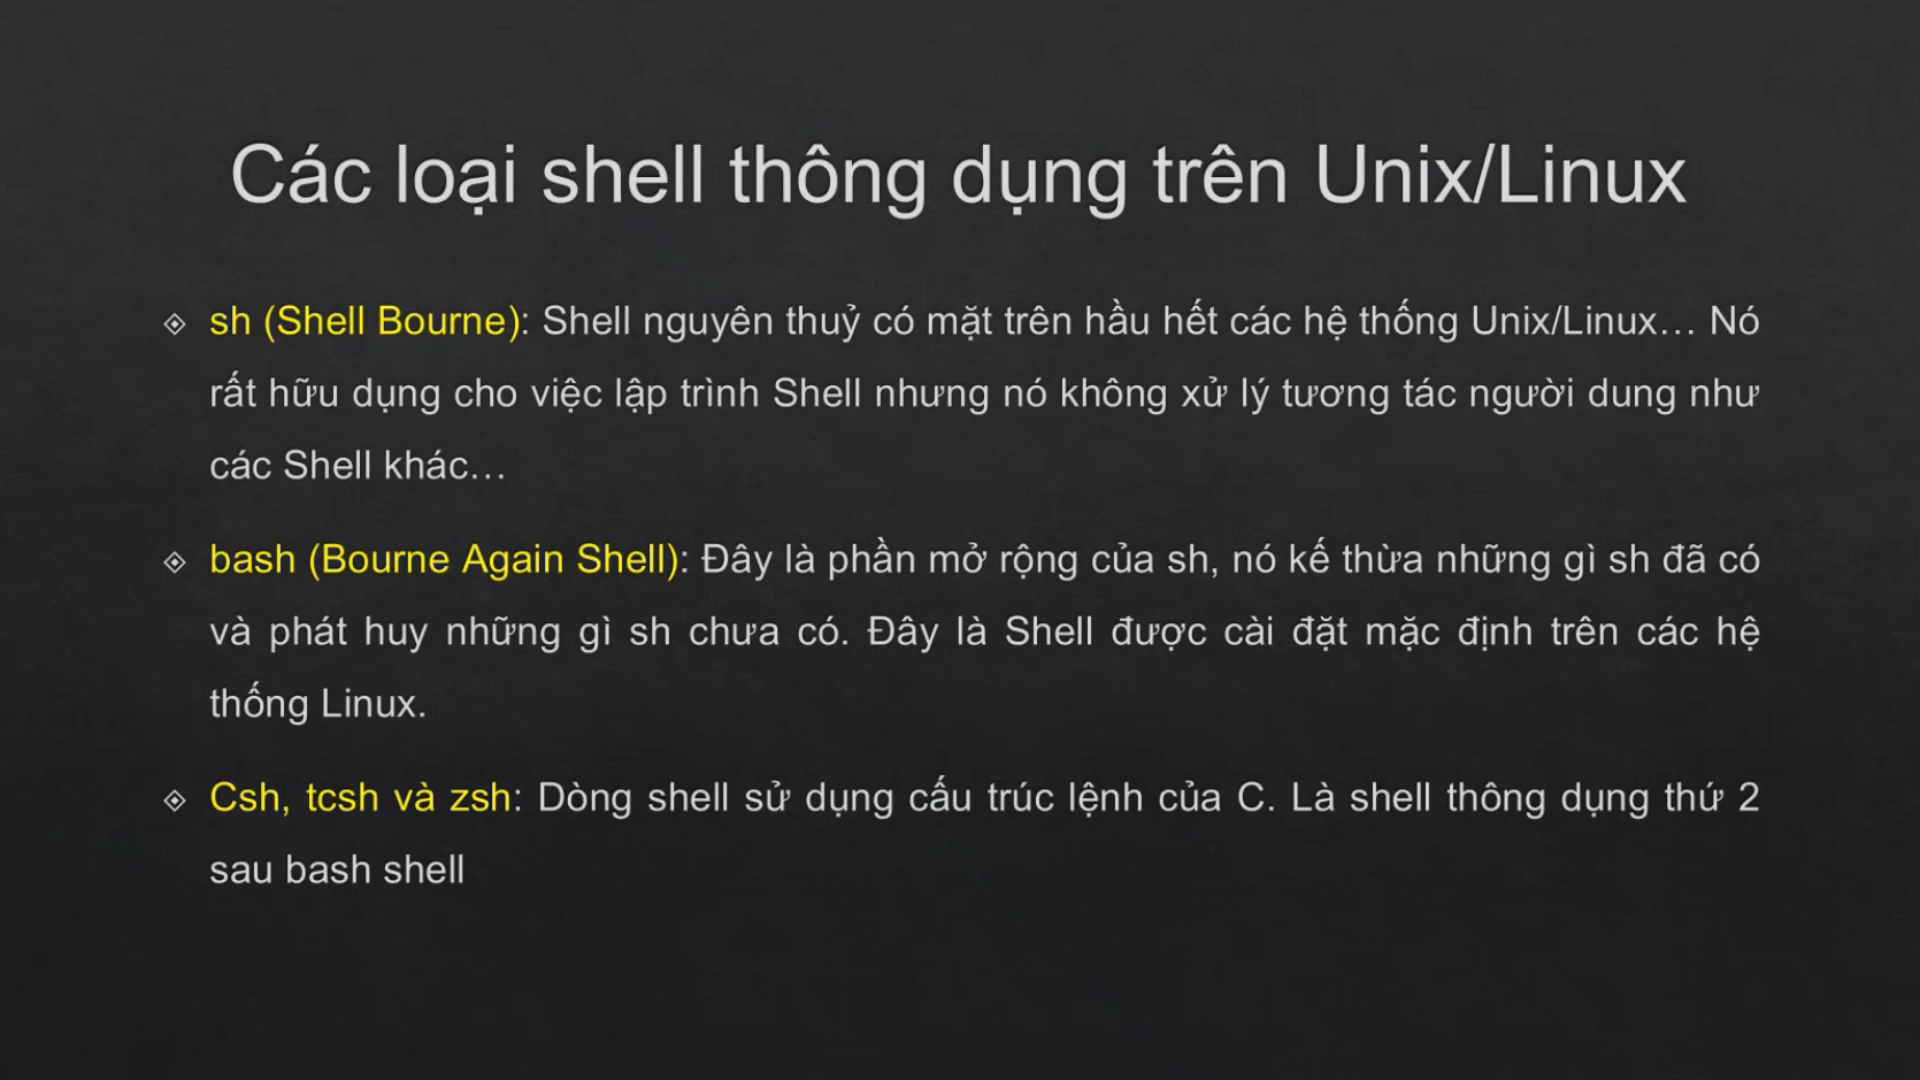 Các loại shell thông dụng trên Unix/Linux
sh (Shell Bourne): Shell nguyên thuỷ có mặt trên hầu hết các hệ thống Unix/Linux… Nó
rất hữu dụng cho việc lập trình Shell nhưng nó không xử lý tương tác người dung như
các Shell khác…
bash (Bourne Again Shell): Đây là phần mở rộng của sh, nó kế thừa những gì sh đã có
và phát huy những gì sh chưa có. Đây là Shell được cài đặt mặc định trên các hệ
thống Linux.
Csh, tcsh và zsh: Dòng shell sử dụng cấu trúc lệnh của C. Là shell thông dụng thứ 2
sau bash shell